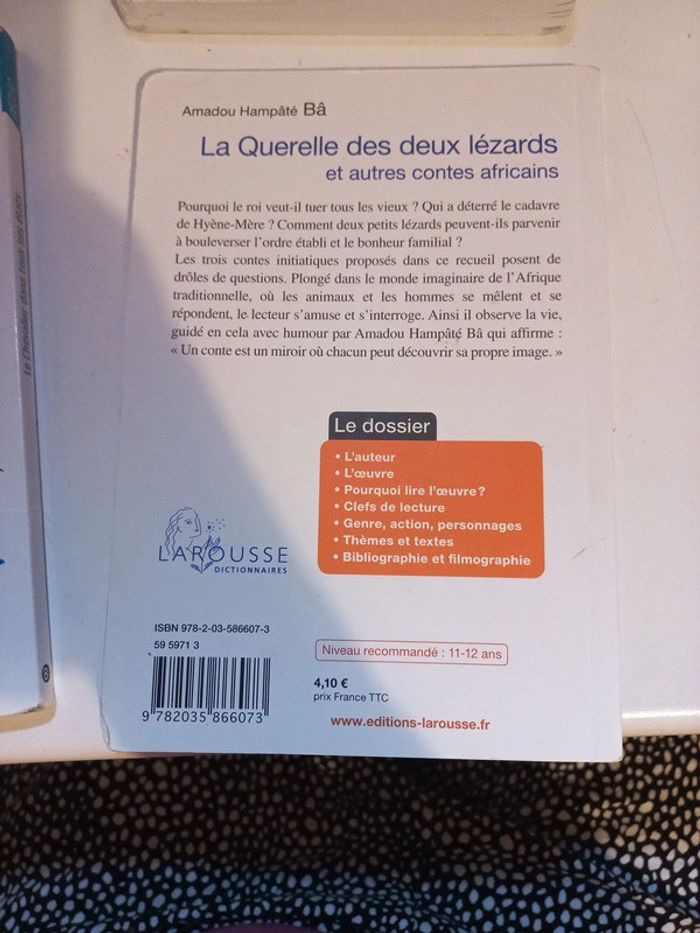 Amadou Hampâté Bâ
La Querelle des deux lézards
et autres contes africains
Pourquoi le roi veut-il tuer tous les vieux ? Qui a déterré le cadavre
de Hyène-Mère ? Comment deux petits lézards peuvent-ils parvenir
à bouleverser l'ordre établi et le bonheur familial ?
Les trois contes initiatiques proposés dans ce recueil posent de
drôles de questions. Plongé dans le monde imaginaire de l'Afrique
traditionnelle, où les animaux et les hommes se mêlent et se
répondent, le lecteur s'amuse et s'interroge. Ainsi il observe la vie,
guidé en cela avec humour par Amadou Hampâté Bâ qui affirme :
« Un conte est un miroir où chacun peut découvrir sa propre image. »
Le dossier
• L'auteur
• L'œuvre
• Pourquoi lire l'œuvre ?
• Clefs de lecture
• Genre, action, personnages
• Thèmes et textes
• Bibliographie et filmographie
LAROUSSE
DICTIONNAIRES
ISBN 978-2-03-586607-3
59 5971 3
9 782035 866073
Niveau recommandé : 11-12 ans
4,10 €
prix France TTC
www.editions-larousse.fr
Le Chevalier dans tous ses états